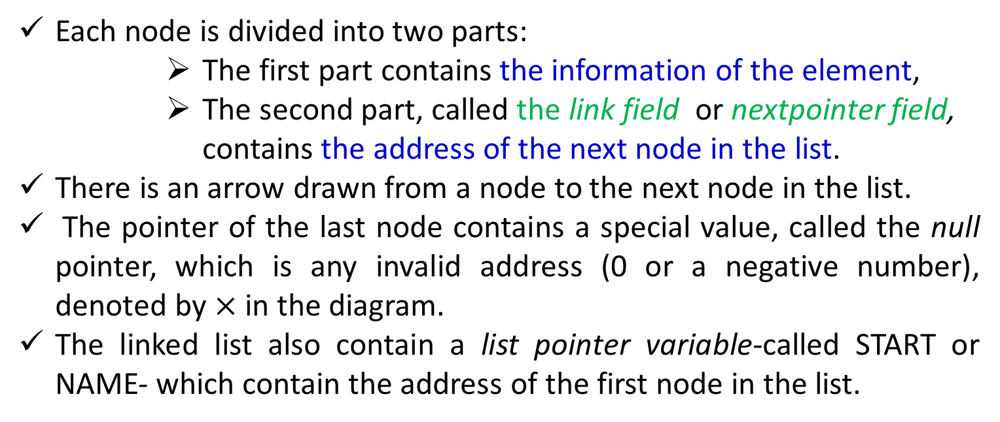 ✓ Each node is divided into two parts:
➢ The first part contains the information of the element,
➢ The second part, called the link field or nextpointer field,
contains the address of the next node in the list.
✓ There is an arrow drawn from a node to the next node in the list.
✓ The pointer of the last node contains a special value, called the null
pointer, which is any invalid address (0 or a negative number),
denoted by × in the diagram.
✓ The linked list also contain a list pointer variable-called START or
NAME- which contain the address of the first node in the list.